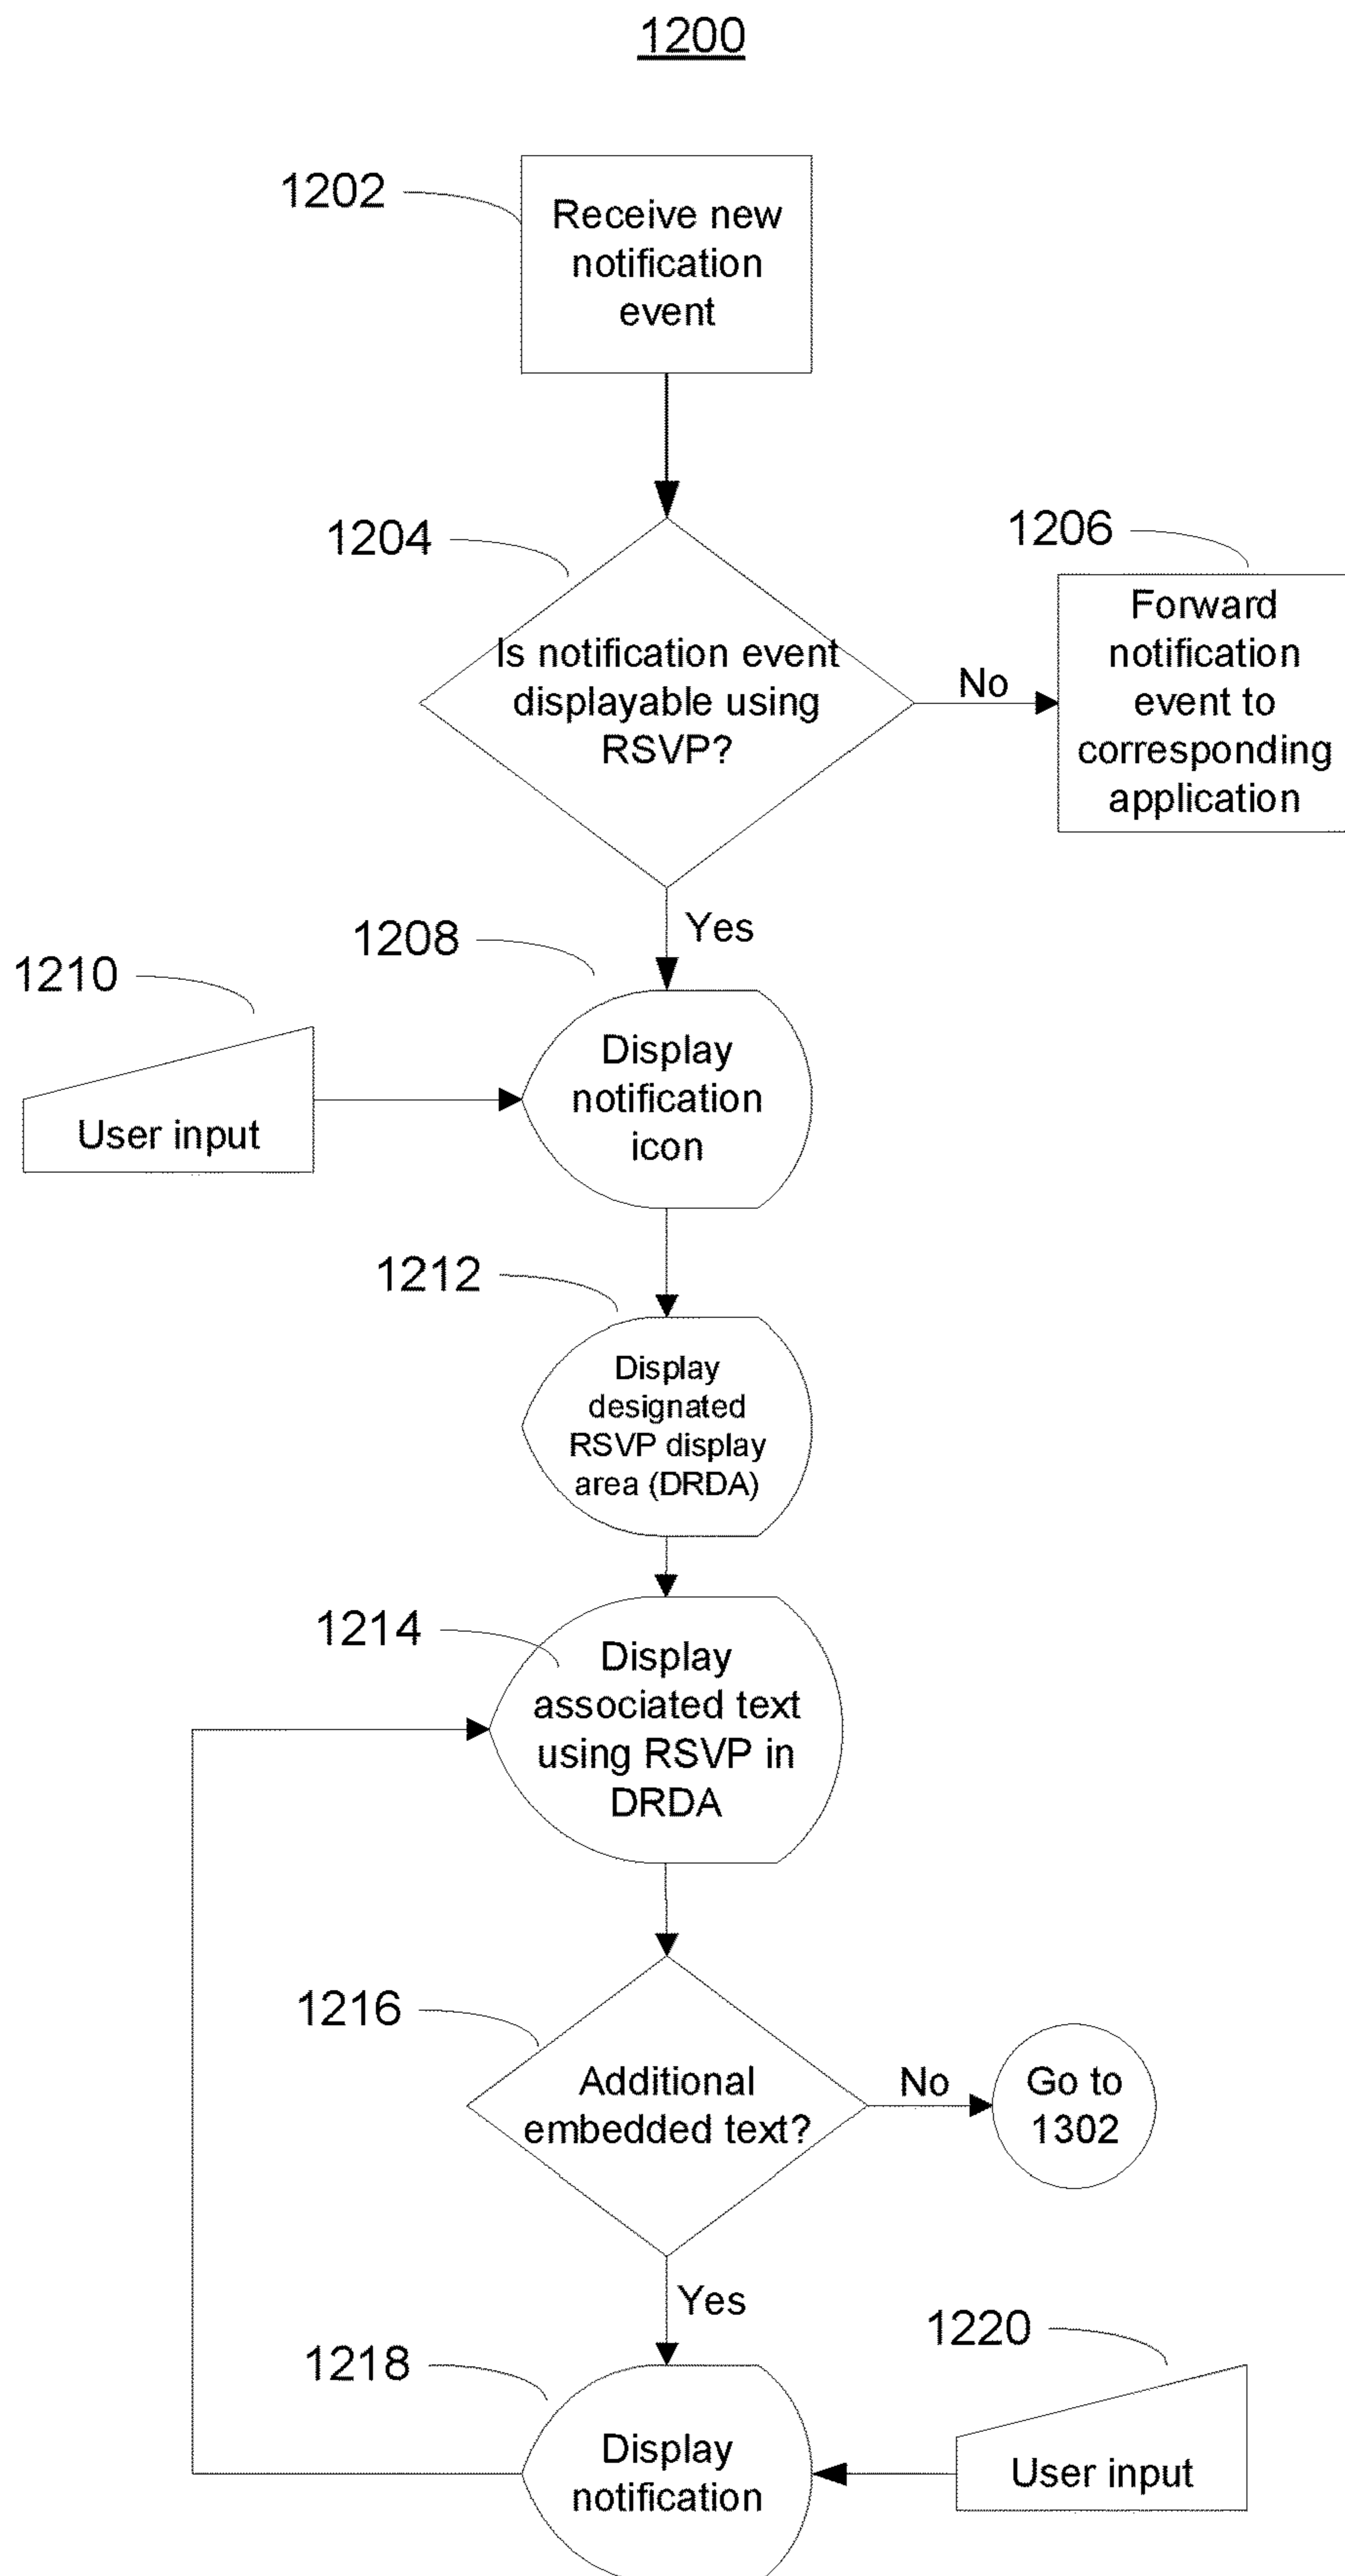 1200
1202
Receive new
notification
event
1204
Is notification event
displayable using
RSVP?
No
1206
Forward
notification
event to
corresponding
application
Yes
1208
Display
notification
icon
1210
User input
1212
Display
designated
RSVP display
area (DRDA)
1214
Display
associated text
using RSVP in
DRDA
1216
Additional
embedded text?
No
Go to
1302
Yes
1218
Display
notification
1220
User input